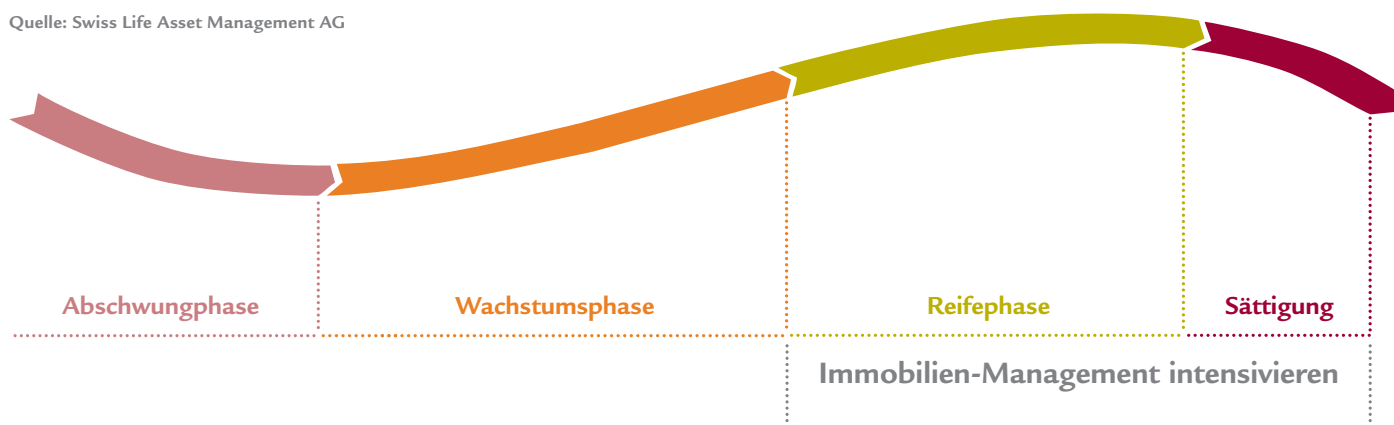 Quelle: Swiss Life Asset Management AG
Abschwungphase
Wachstumsphase
Reifephase
Sättigung
Immobilien-Management intensivieren